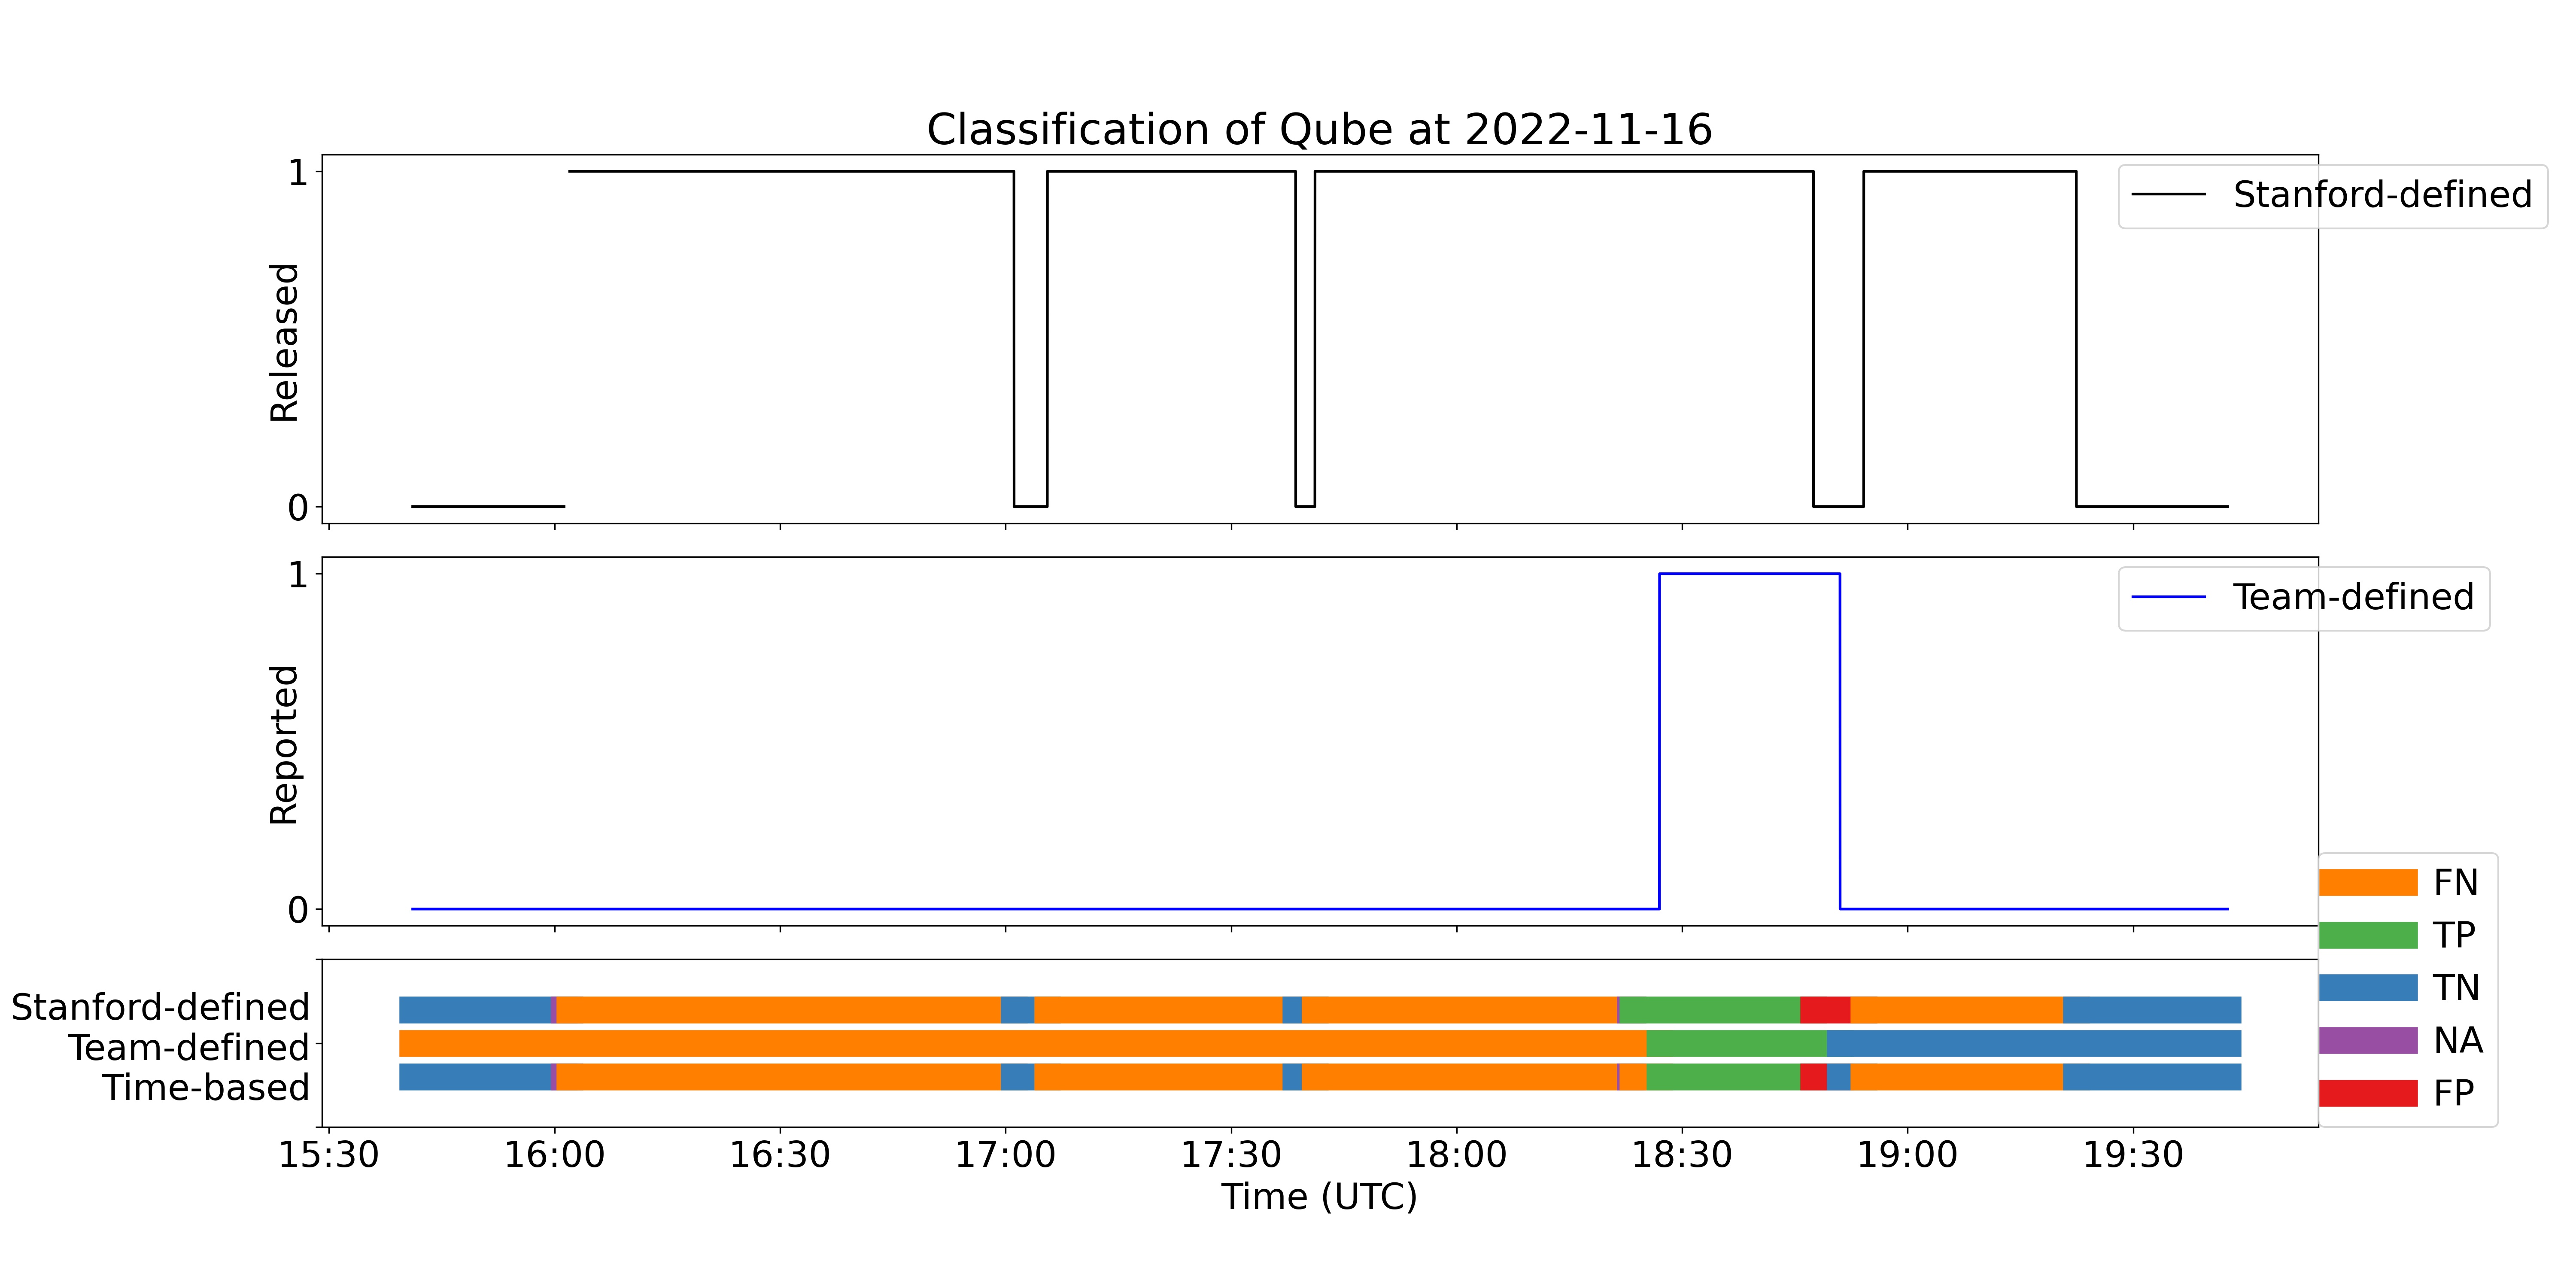 Classification of Qube at 2022-11-16
1
0
Released
Stanford-defined
1
0
Reported
Team-defined
FN
TP
TN
NA
FP
Stanford-defined
Team-defined
Time-based
15:30 16:00 16:30 17:00 17:30 18:00 18:30 19:00 19:30
Time (UTC)